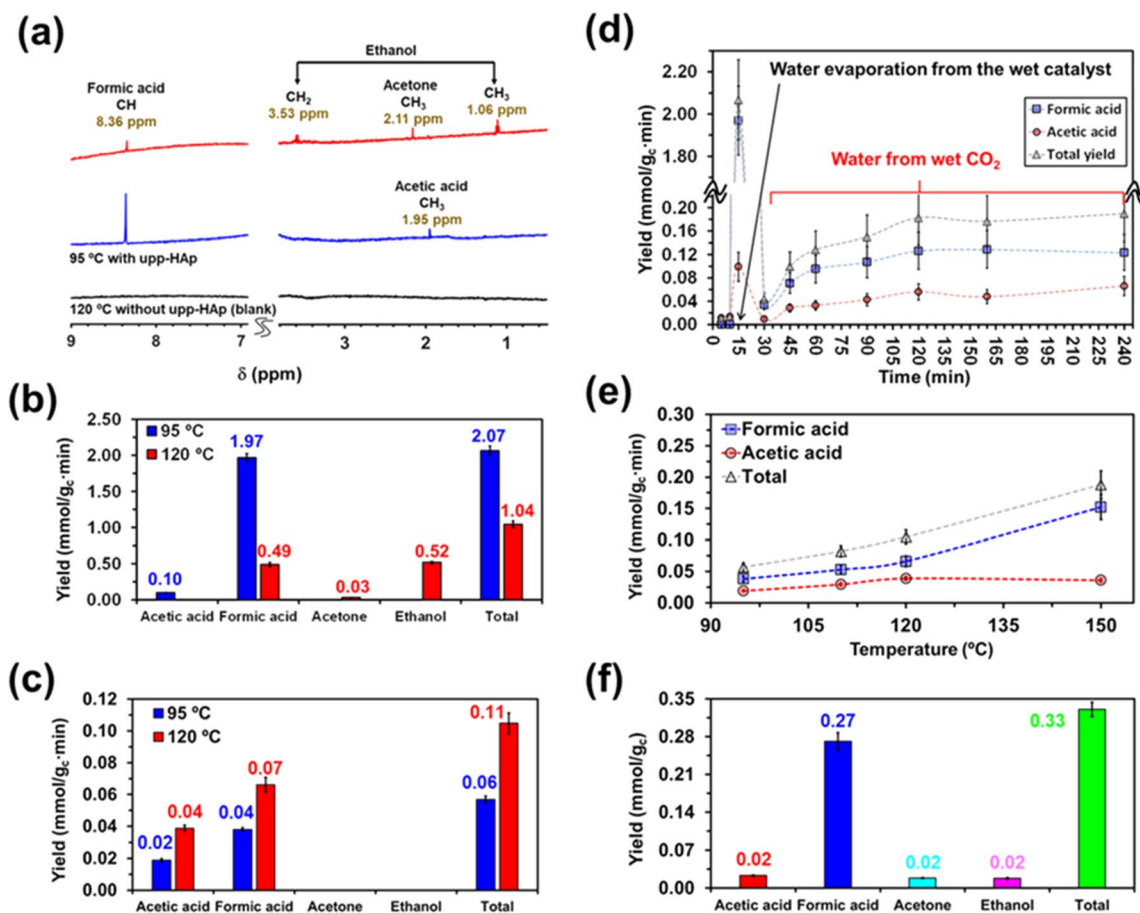 (a)
Ethanol
Formic acid
CH
8.36 ppm
CH2
3.53 ppm
Acetone
CH3
2.11 ppm
CH3
1.06 ppm
Acetic acid
CH3
1.95 ppm
95 ºC with upp-HAp
120 ºC without upp-HAp (blank)
9 8 7 3 2 1
δ (ppm)
(b)
Yield (mmol/gc·min)
2.50
2.00
1.50
1.00
0.50
0.00
95 ºC
120 ºC
0.10
1.97
0.49
0.03
0.52
2.07
1.04
Acetic acid Formic acid Acetone Ethanol Total
(c)
Yield (mmol/gc·min)
0.12
0.10
0.08
0.06
0.04
0.02
0.00
95 ºC
120 ºC
0.02
0.04
0.04
0.07
0.06
0.11
Acetic acid Formic acid Acetone Ethanol Total
(d)
Yield (mmol/gc·min)
2.20
2.00
1.80
0.20
0.16
0.12
0.08
0.04
0.00
Water evaporation from the wet catalyst
Formic acid
Acetic acid
Total yield
Water from wet CO2
0 15 30 45 60 75 90 105 120 135 150 165 180 195 210 225 240
Time (min)
(e)
Yield (mmol/gc·min)
0.30
0.25
0.20
0.15
0.10
0.05
0.00
Formic acid
Acetic acid
Total
90 105 120 135 150
Temperature (ºC)
(f)
Yield (mmol/gc)
0.35
0.28
0.21
0.14
0.07
0.00
0.02
0.27
0.02
0.02
0.33
Acetic acid Formic acid Acetone Ethanol Total